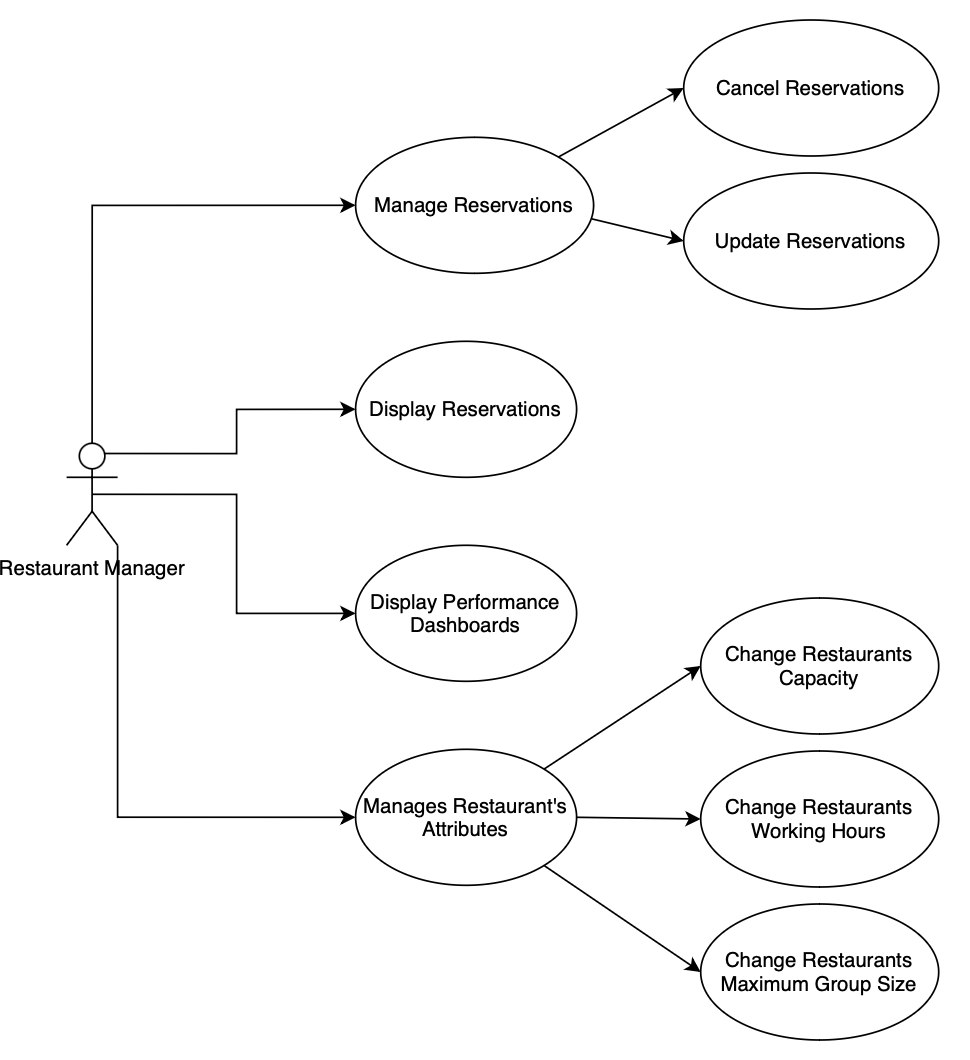 Cancel Reservations
Manage Reservations
Update Reservations
Display Reservations
Restaurant Manager
Display Performance
Dashboards
Change Restaurants
Capacity
Manages Restaurant's
Attributes
Change Restaurants
Working Hours
Change Restaurants
Maximum Group Size